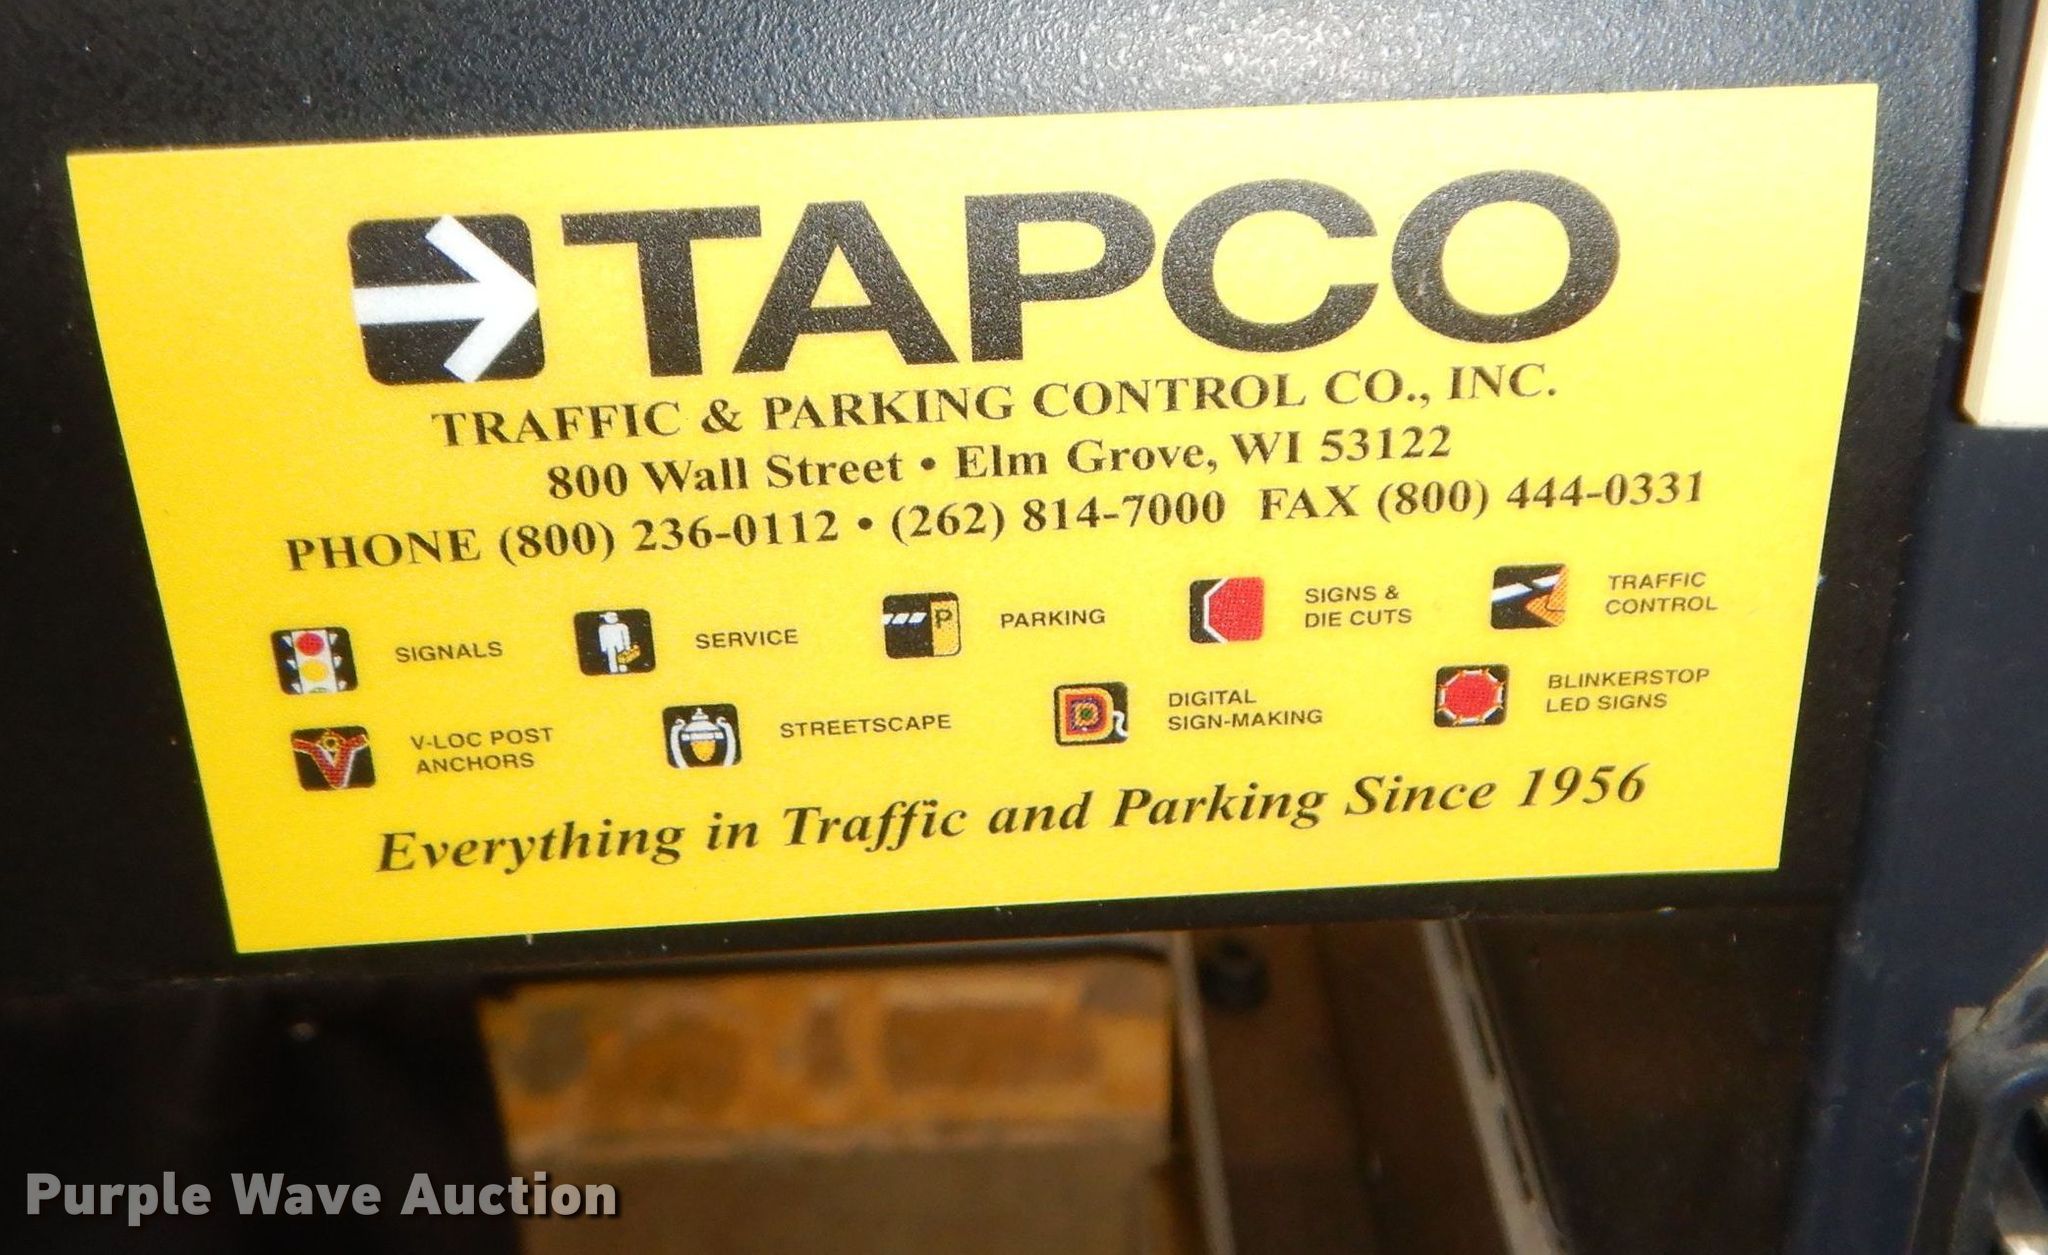 TAPCO
TRAFFIC & PARKING CONTROL CO., INC.
800 Wall Street • Elm Grove, WI 53122
PHONE (800) 236-0112 • (262) 814-7000 FAX (800) 444-0331
SIGNALS
SERVICE
P
PARKING
SIGNS &
DIE CUTS
TRAFFIC
CONTROL
V-LOC POST
ANCHORS
STREETSCAPE
D
DIGITAL
SIGN-MAKING
BLINKERSTOP
LED SIGNS
Everything in Traffic and Parking Since 1956
Purple Wave Auction